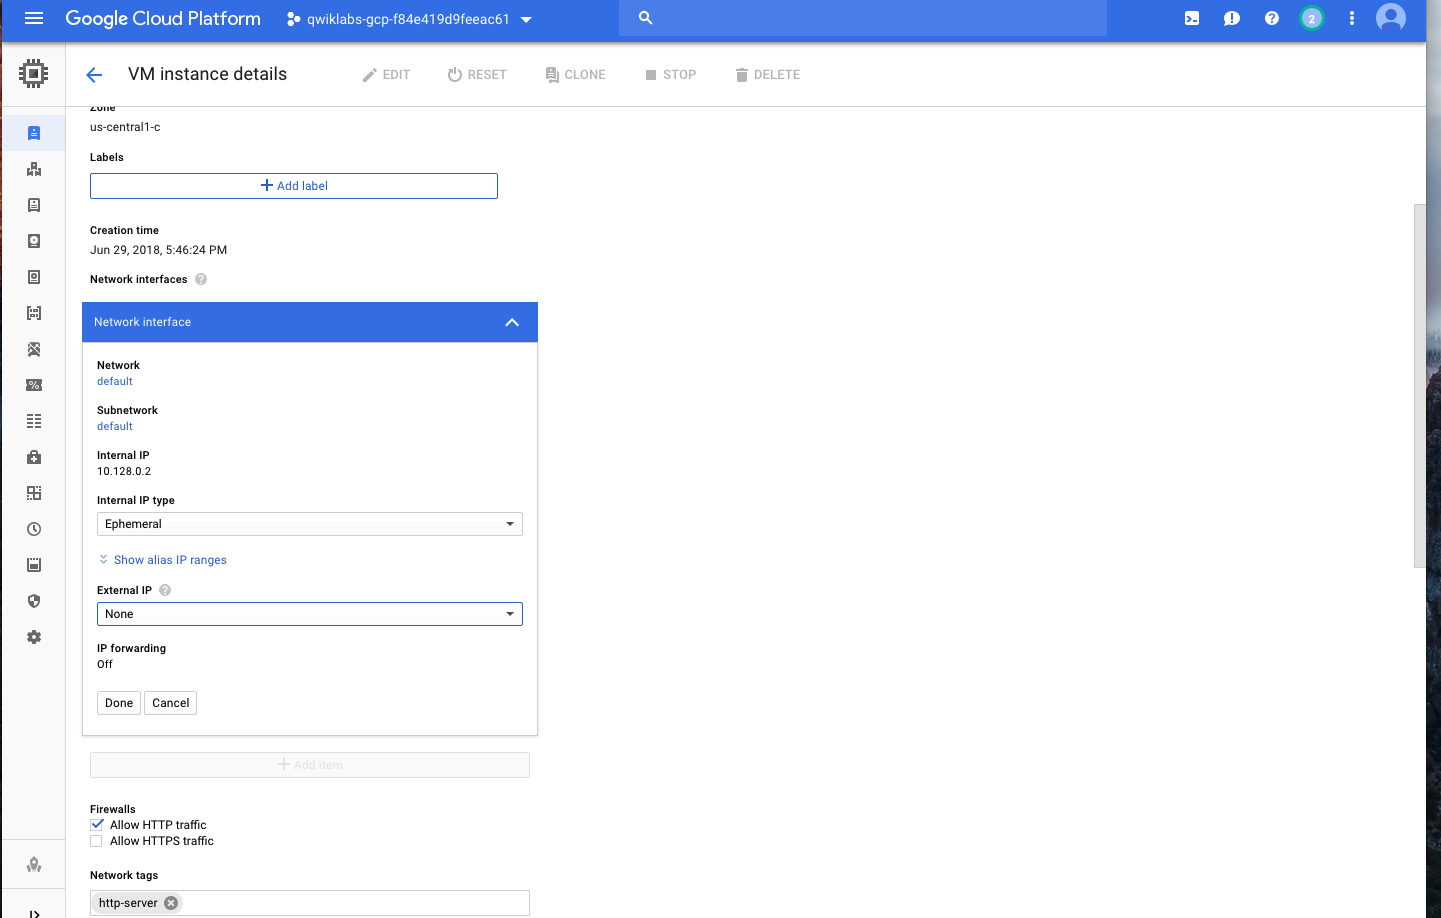 Google Cloud Platform
qwiklabs-gcp-f84e419d9feeac61
2
VM instance details
EDIT
RESET
CLONE
STOP
DELETE
Zone
us-central1-c
Labels
Add label
Creation time
Jun 29, 2018, 5:46:24 PM
Network interfaces
Network interface
Network
default
Subnetwork
default
Internal IP
10.128.0.2
Internal IP type
Ephemeral
Show alias IP ranges
External IP
None
IP forwarding
Off
Done Cancel
Add item
Firewalls
Allow HTTP traffic
Allow HTTPS traffic
Network tags
http-server